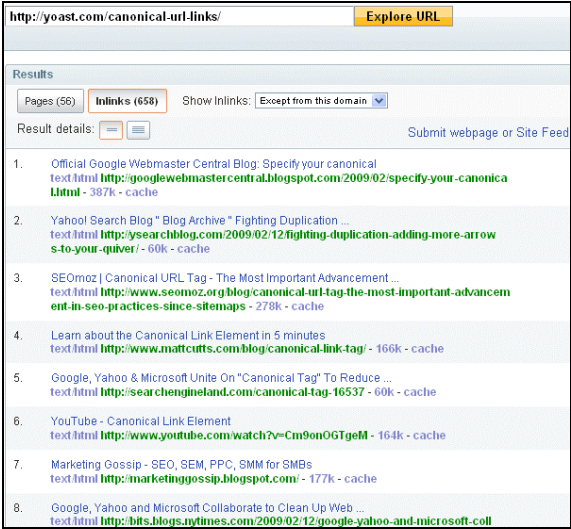 http://yoast.com/canonical-url-links/ Explore URL
Results
Pages (56) Inlinks (658) Show Inlinks: Except from this domain
Result details: Submit webpage or Site Feed
1. Official Google Webmaster Central Blog: Specify your canonical
text/html http://googlewebmastercentral.blogspot.com/2009/02/specify-your-canonica
l.html - 387k - cache
2. Yahoo! Search Blog " Blog Archive " Fighting Duplication ...
text/html http://ysearchblog.com/2009/02/12/fighting-duplication-adding-more-arrow
s-to-your-quiver/ - 60k - cache
3. SEOmoz | Canonical URL Tag - The Most Important Advancement ...
text/html http://www.seomoz.org/blog/canonical-url-tag-the-most-important-advancem
ent-in-seo-practices-since-sitemaps - 278k - cache
4. Learn about the Canonical Link Element in 5 minutes
text/html http://www.mattcutts.com/blog/canonical-link-tag/ - 166k - cache
5. Google, Yahoo & Microsoft Unite On "Canonical Tag" To Reduce ...
text/html http://searchengineland.com/canonical-tag-16537 - 60k - cache
6. YouTube - Canonical Link Element
text/html http://www.youtube.com/watch?v=Cm9onOGTgeM - 164k - cache
7. Marketing Gossip - SEO, SEM, PPC, SMM for SMBs
text/html http://marketinggossip.blogspot.com/ - 177k - cache
8. Google, Yahoo and Microsoft Collaborate to Clean Up Web ...
text/html http://bits.blogs.nytimes.com/2009/02/12/google-yahoo-and-microsoft-coll